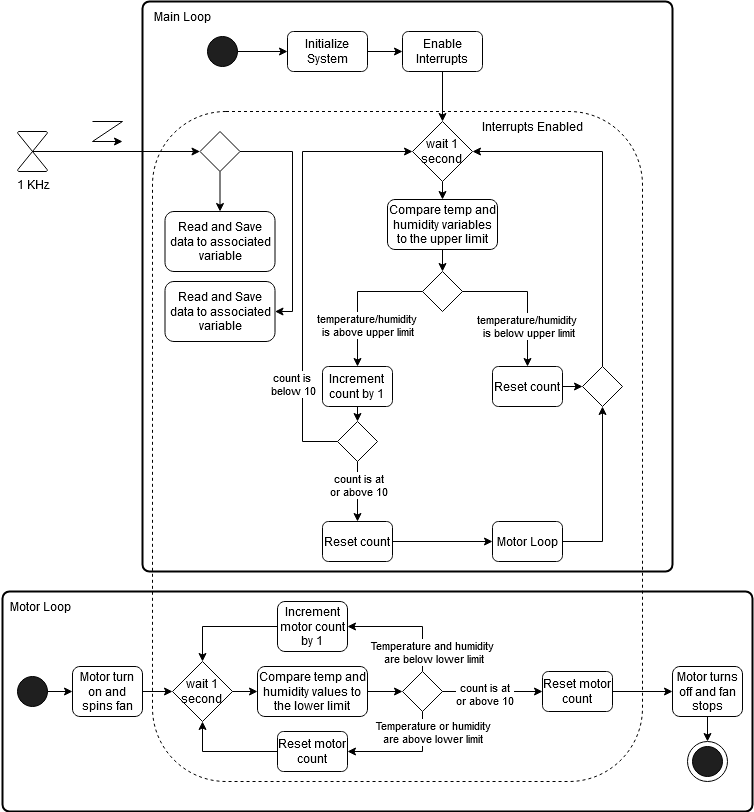 Main Loop
Initialize
System
Enable
Interrupts
Interrupts Enabled
wait 1
second
1 KHz
Read and Save
data to associated
variable
Compare temp and
humidity variables
to the upper limit
Read and Save
data to associated
variable
temperature/humidity
is above upper limit
temperature/humidity
is below upper limit
count is
below 10
Increment
count by 1
Reset count
count is at
or above 10
Reset count
Motor Loop
Motor Loop
Increment
motor count
by 1
Temperature and humidity
are below lower limit
Motor turn
on and
spins fan
wait 1
second
Compare temp and
humidity values to
the lower limit
count is at
or above 10
Reset motor
count
Motor turns
off and fan
stops
Temperature or humidity
are above lower limit
Reset motor
count